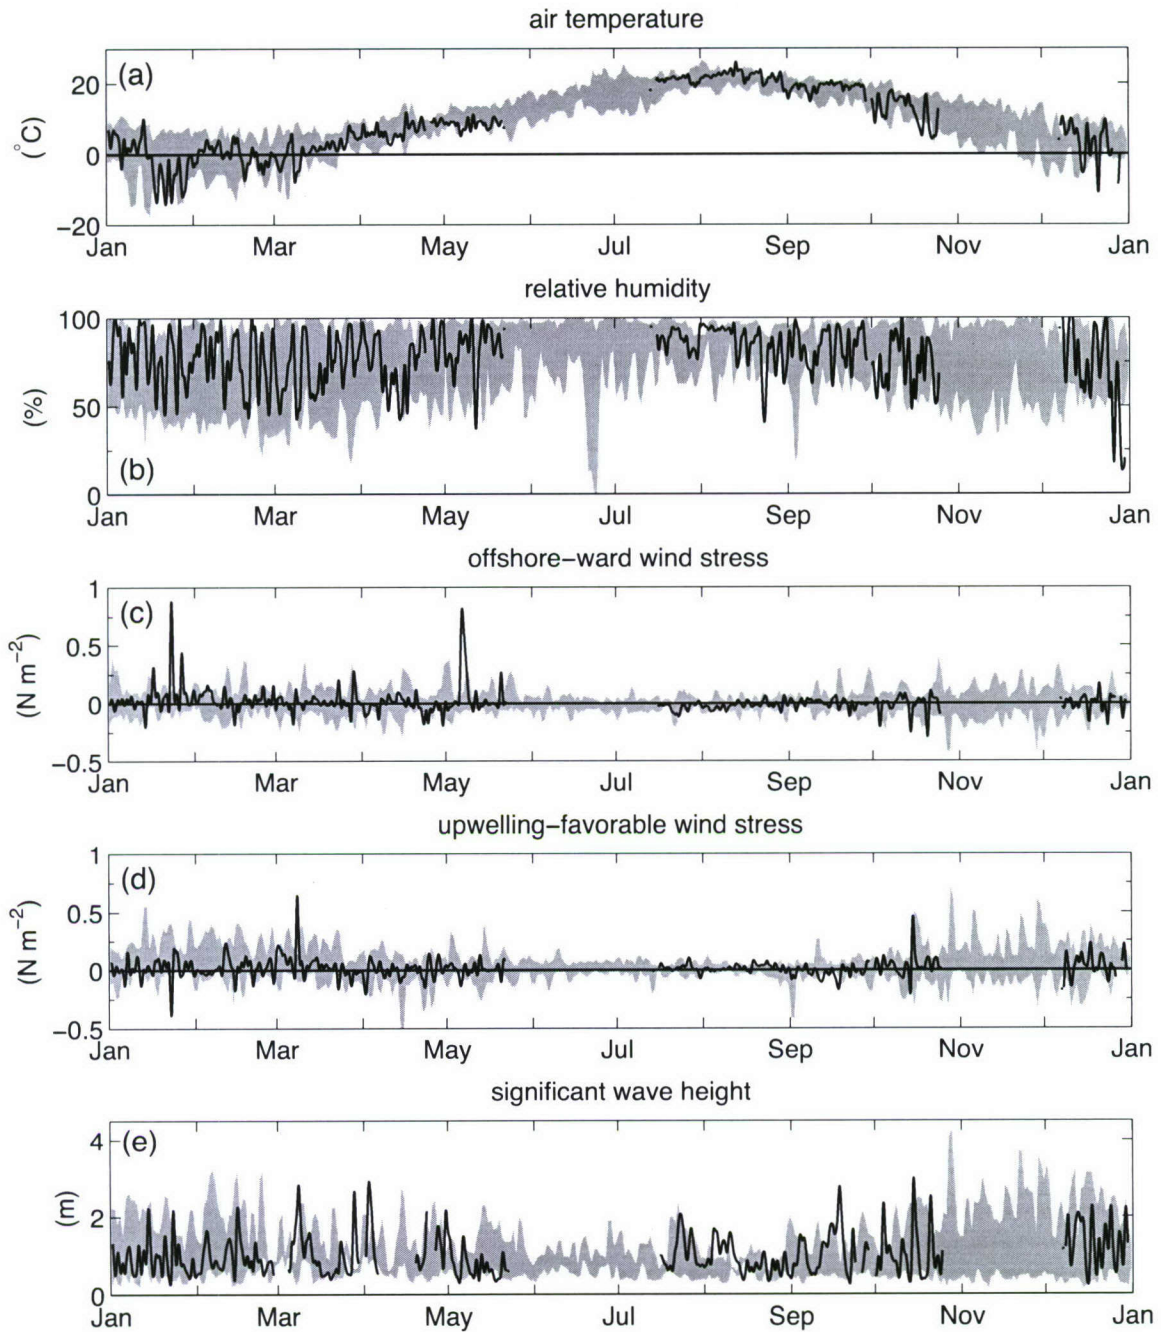 air temperature
(a)
20
0
−20
(°C)
Jan Mar May Jul Sep Nov Jan
relative humidity
100
50
0
(%)
(b)
Jan Mar May Jul Sep Nov Jan
offshore−ward wind stress
1
(c)
0.5
0
−0.5
(N m−2)
Jan Mar May Jul Sep Nov Jan
upwelling−favorable wind stress
1
(d)
0.5
0
−0.5
(N m−2)
Jan Mar May Jul Sep Nov Jan
significant wave height
4
(e)
2
0
(m)
Jan Mar May Jul Sep Nov Jan